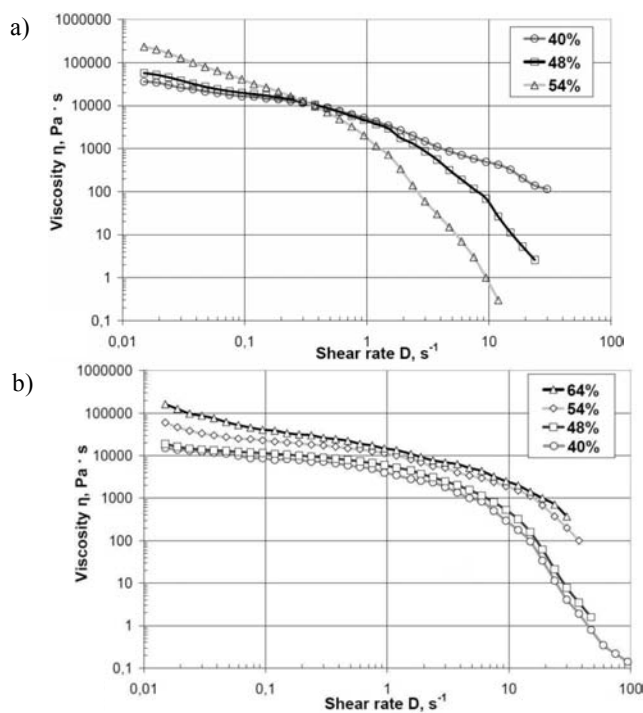 a)
1000000
100000
10000
1000
100
10
1
0,1
Viscosity η, Pa · s
40%
48%
54%
0,01 0,1 1 10 100
Shear rate D, s⁻¹
b)
1000000
100000
10000
1000
100
10
1
0,1
Viscosity η, Pa · s
64%
54%
48%
40%
0,01 0,1 1 10 100
Shear rate D, s⁻¹